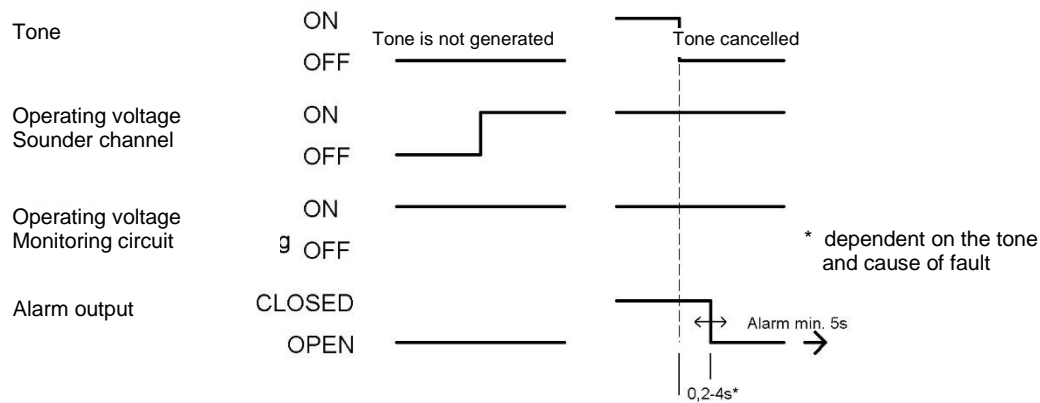 Tone
ON
Tone is not generated
Tone cancelled
OFF
Operating voltage
Sounder channel
ON
OFF
Operating voltage
Monitoring circuit
ON
g OFF
* dependent on the tone
and cause of fault
Alarm output
CLOSED
Alarm min. 5s
OPEN
0,2-4s*